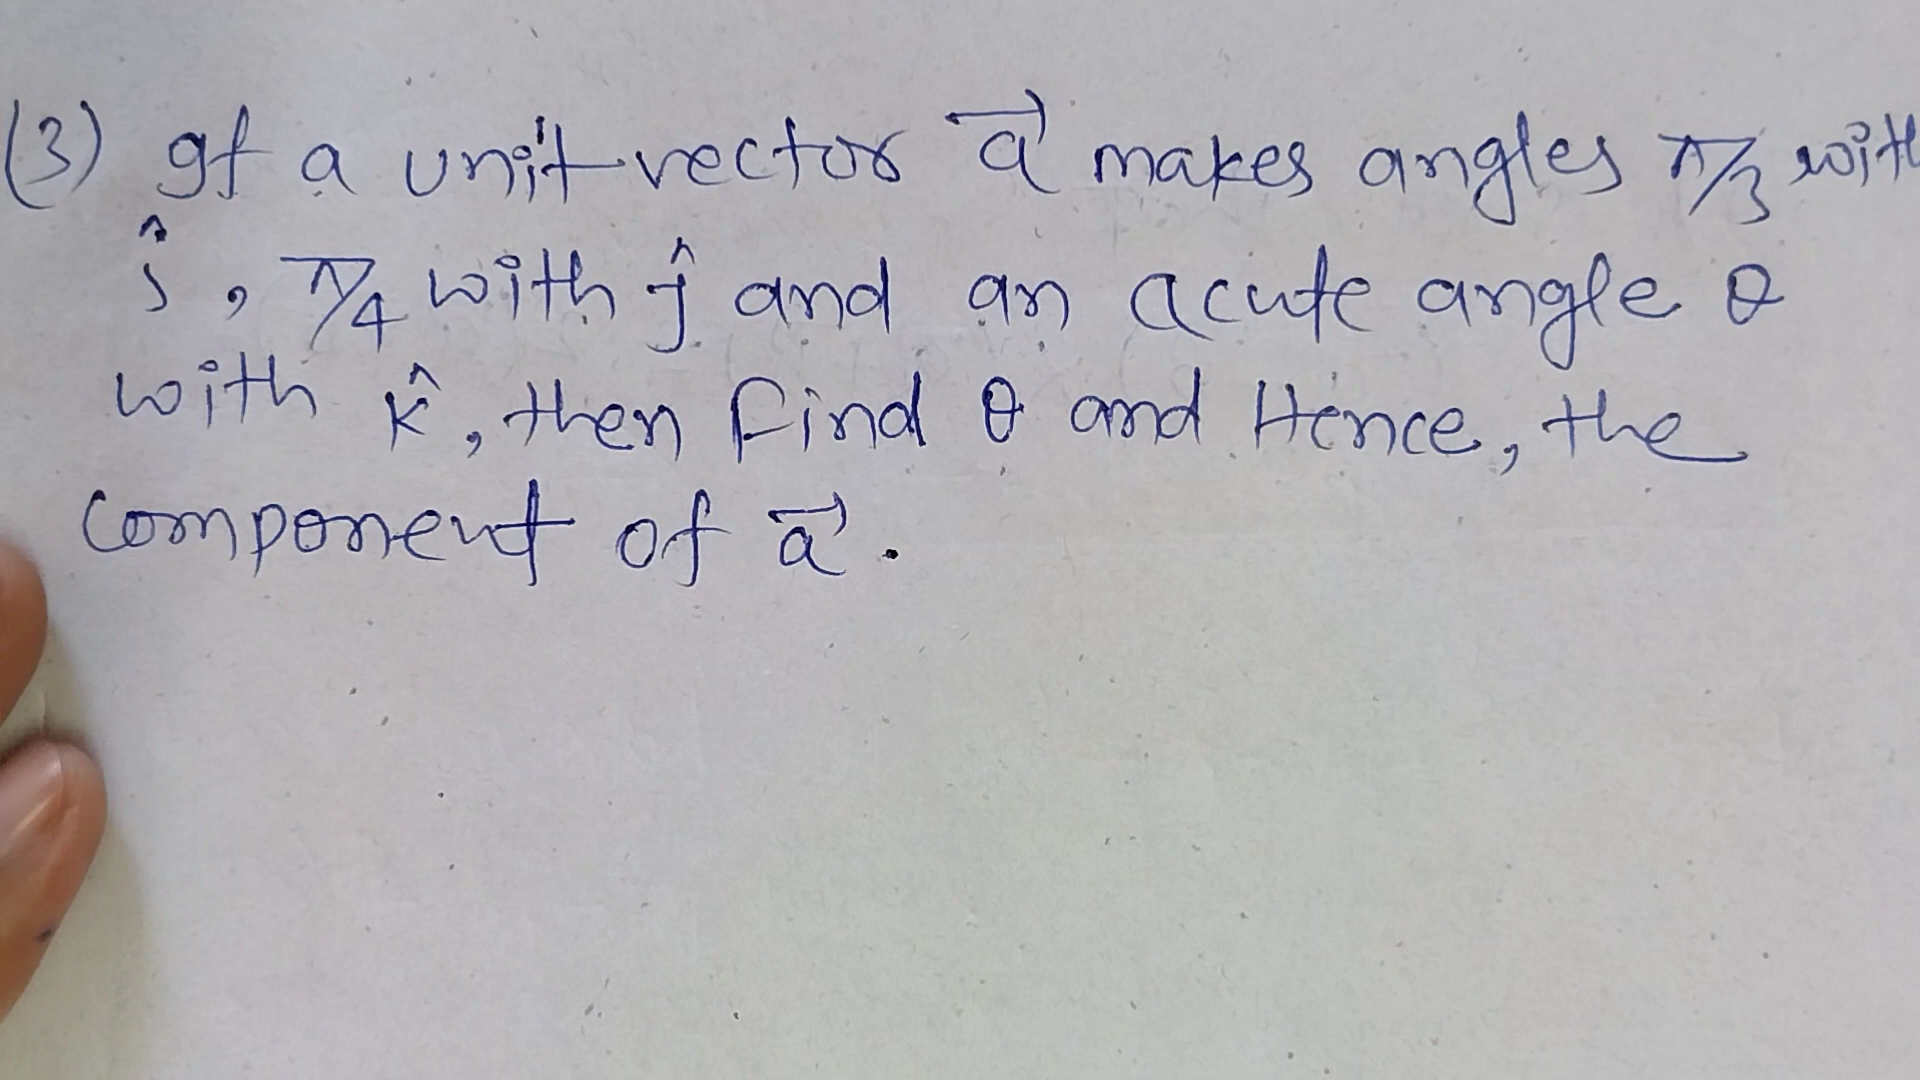 (3) If a unit vector a⃗ makes angles π/3 with
î, π/4 with ĵ and an acute angle θ
with k̂, then find θ and Hence, the
component of a⃗.